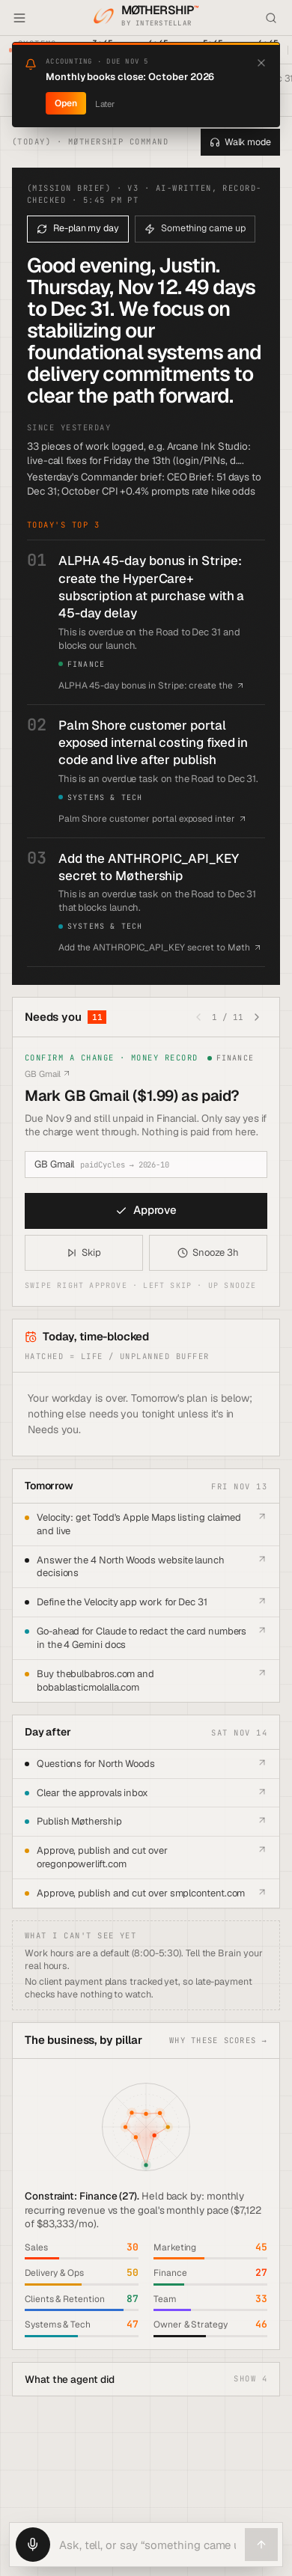 MØTHERSHIP™
BY INTERSTELLAR
ACCOUNTING · DUE NOV 5
Monthly books close: October 2026
Open
Later
(TODAY) · MØTHERSHIP COMMAND
Walk mode
(MISSION BRIEF) · V3 · AI-WRITTEN, RECORD-
CHECKED · 5:45 PM PT
Re-plan my day
Something came up
Good evening, Justin.
Thursday, Nov 12. 49 days
to Dec 31. We focus on
stabilizing our
foundational systems and
delivery commitments to
clear the path forward.
SINCE YESTERDAY
33 pieces of work logged, e.g. Arcane Ink Studio:
live-call fixes for Friday the 13th (login/PINs, d....
Yesterday's Commander brief: CEO Brief: 51 days to
Dec 31; October CPI +0.4% prompts rate hike odds
TODAY'S TOP 3
01
ALPHA 45-day bonus in Stripe:
create the HyperCare+
subscription at purchase with a
45-day delay
This is overdue on the Road to Dec 31 and
blocks our launch.
FINANCE
ALPHA 45-day bonus in Stripe: create the
02
Palm Shore customer portal
exposed internal costing fixed in
code and live after publish
This is an overdue task on the Road to Dec 31.
SYSTEMS & TECH
Palm Shore customer portal exposed inter
03
Add the ANTHROPIC_API_KEY
secret to Møthership
This is an overdue task on the Road to Dec 31
that blocks launch.
SYSTEMS & TECH
Add the ANTHROPIC_API_KEY secret to Møth
Needs you 11
1 / 11
CONFIRM A CHANGE · MONEY RECORD
FINANCE
GB Gmail
Mark GB Gmail ($1.99) as paid?
Due Nov 9 and still unpaid in Financial. Only say yes if
the charge went through. Nothing is paid from here.
GB Gmail paidCycles → 2026-10
Approve
Skip
Snooze 3h
SWIPE RIGHT APPROVE · LEFT SKIP · UP SNOOZE
Today, time-blocked
HATCHED = LIFE / UNPLANNED BUFFER
Your workday is over. Tomorrow's plan is below;
nothing else needs you tonight unless it's in
Needs you.
Tomorrow
FRI NOV 13
Velocity: get Todd's Apple Maps listing claimed
and live
Answer the 4 North Woods website launch
decisions
Define the Velocity app work for Dec 31
Go-ahead for Claude to redact the card numbers
in the 4 Gemini docs
Buy thebulbabros.com and
bobablasticmolalla.com
Day after
SAT NOV 14
Questions for North Woods
Clear the approvals inbox
Publish Møthership
Approve, publish and cut over
oregonpowerlift.com
Approve, publish and cut over smplcontent.com
WHAT I CAN'T SEE YET
Work hours are a default (8:00-5:30). Tell the Brain your
real hours.
No client payment plans tracked yet, so late-payment
checks have nothing to watch.
The business, by pillar
WHY THESE SCORES →
Constraint: Finance (27). Held back by: monthly
recurring revenue vs the goal's monthly pace ($7,122
of $83,333/mo).
Sales 30
Marketing 45
Delivery & Ops 50
Finance 27
Clients & Retention 87
Team 33
Systems & Tech 47
Owner & Strategy 46
What the agent did
SHOW 4
Ask, tell, or say "something came u